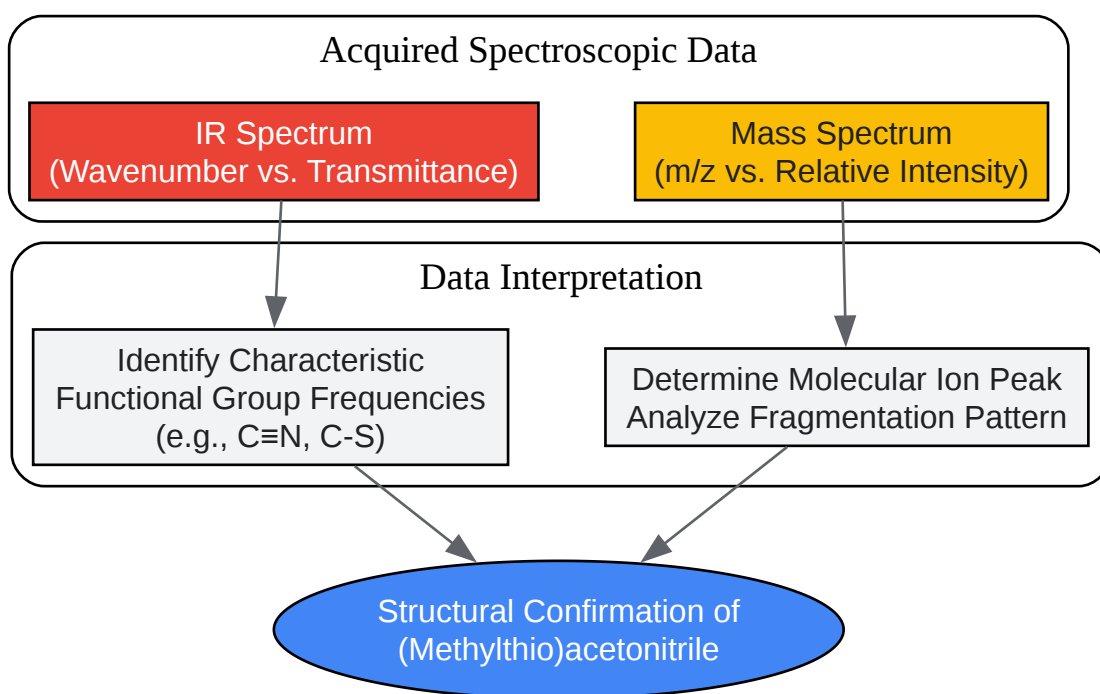 Acquired Spectroscopic Data
IR Spectrum
(Wavenumber vs. Transmittance)
Mass Spectrum
(m/z vs. Relative Intensity)
Data Interpretation
Identify Characteristic
Functional Group Frequencies
(e.g., C≡N, C-S)
Determine Molecular Ion Peak
Analyze Fragmentation Pattern
Structural Confirmation of
(Methylthio)acetonitrile